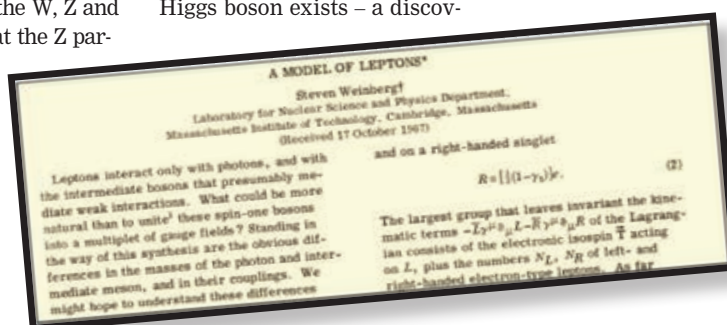 the W, Z and
at the Z par-
Higgs boson exists – a discov-
A MODEL OF LEPTONS*
Steven Weinberg†
Laboratory for Nuclear Science and Physics Department,
Massachusetts Institute of Technology, Cambridge, Massachusetts
(Received 17 October 1967)
Leptons interact only with photons, and with
the intermediate bosons that presumably me-
diate weak interactions. What could be more
natural than to unite¹ these spin-one bosons
into a multiplet of gauge fields? Standing in
the way of this synthesis are the obvious dif-
ferences in the masses of the photon and inter-
mediate meson, and in their couplings. We
might hope to understand these differences
and on a right-handed singlet
R≡[½(1−γ₅)]e. (2)
The largest group that leaves invariant the kine-
matic terms −L̄γ^μ∂_μL−R̄γ^μ∂_μR of the Lagrang-
ian consists of the electronic isospin T⃗ acting
on L, plus the numbers N_L, N_R of left- and
right-handed electron-type leptons. As far